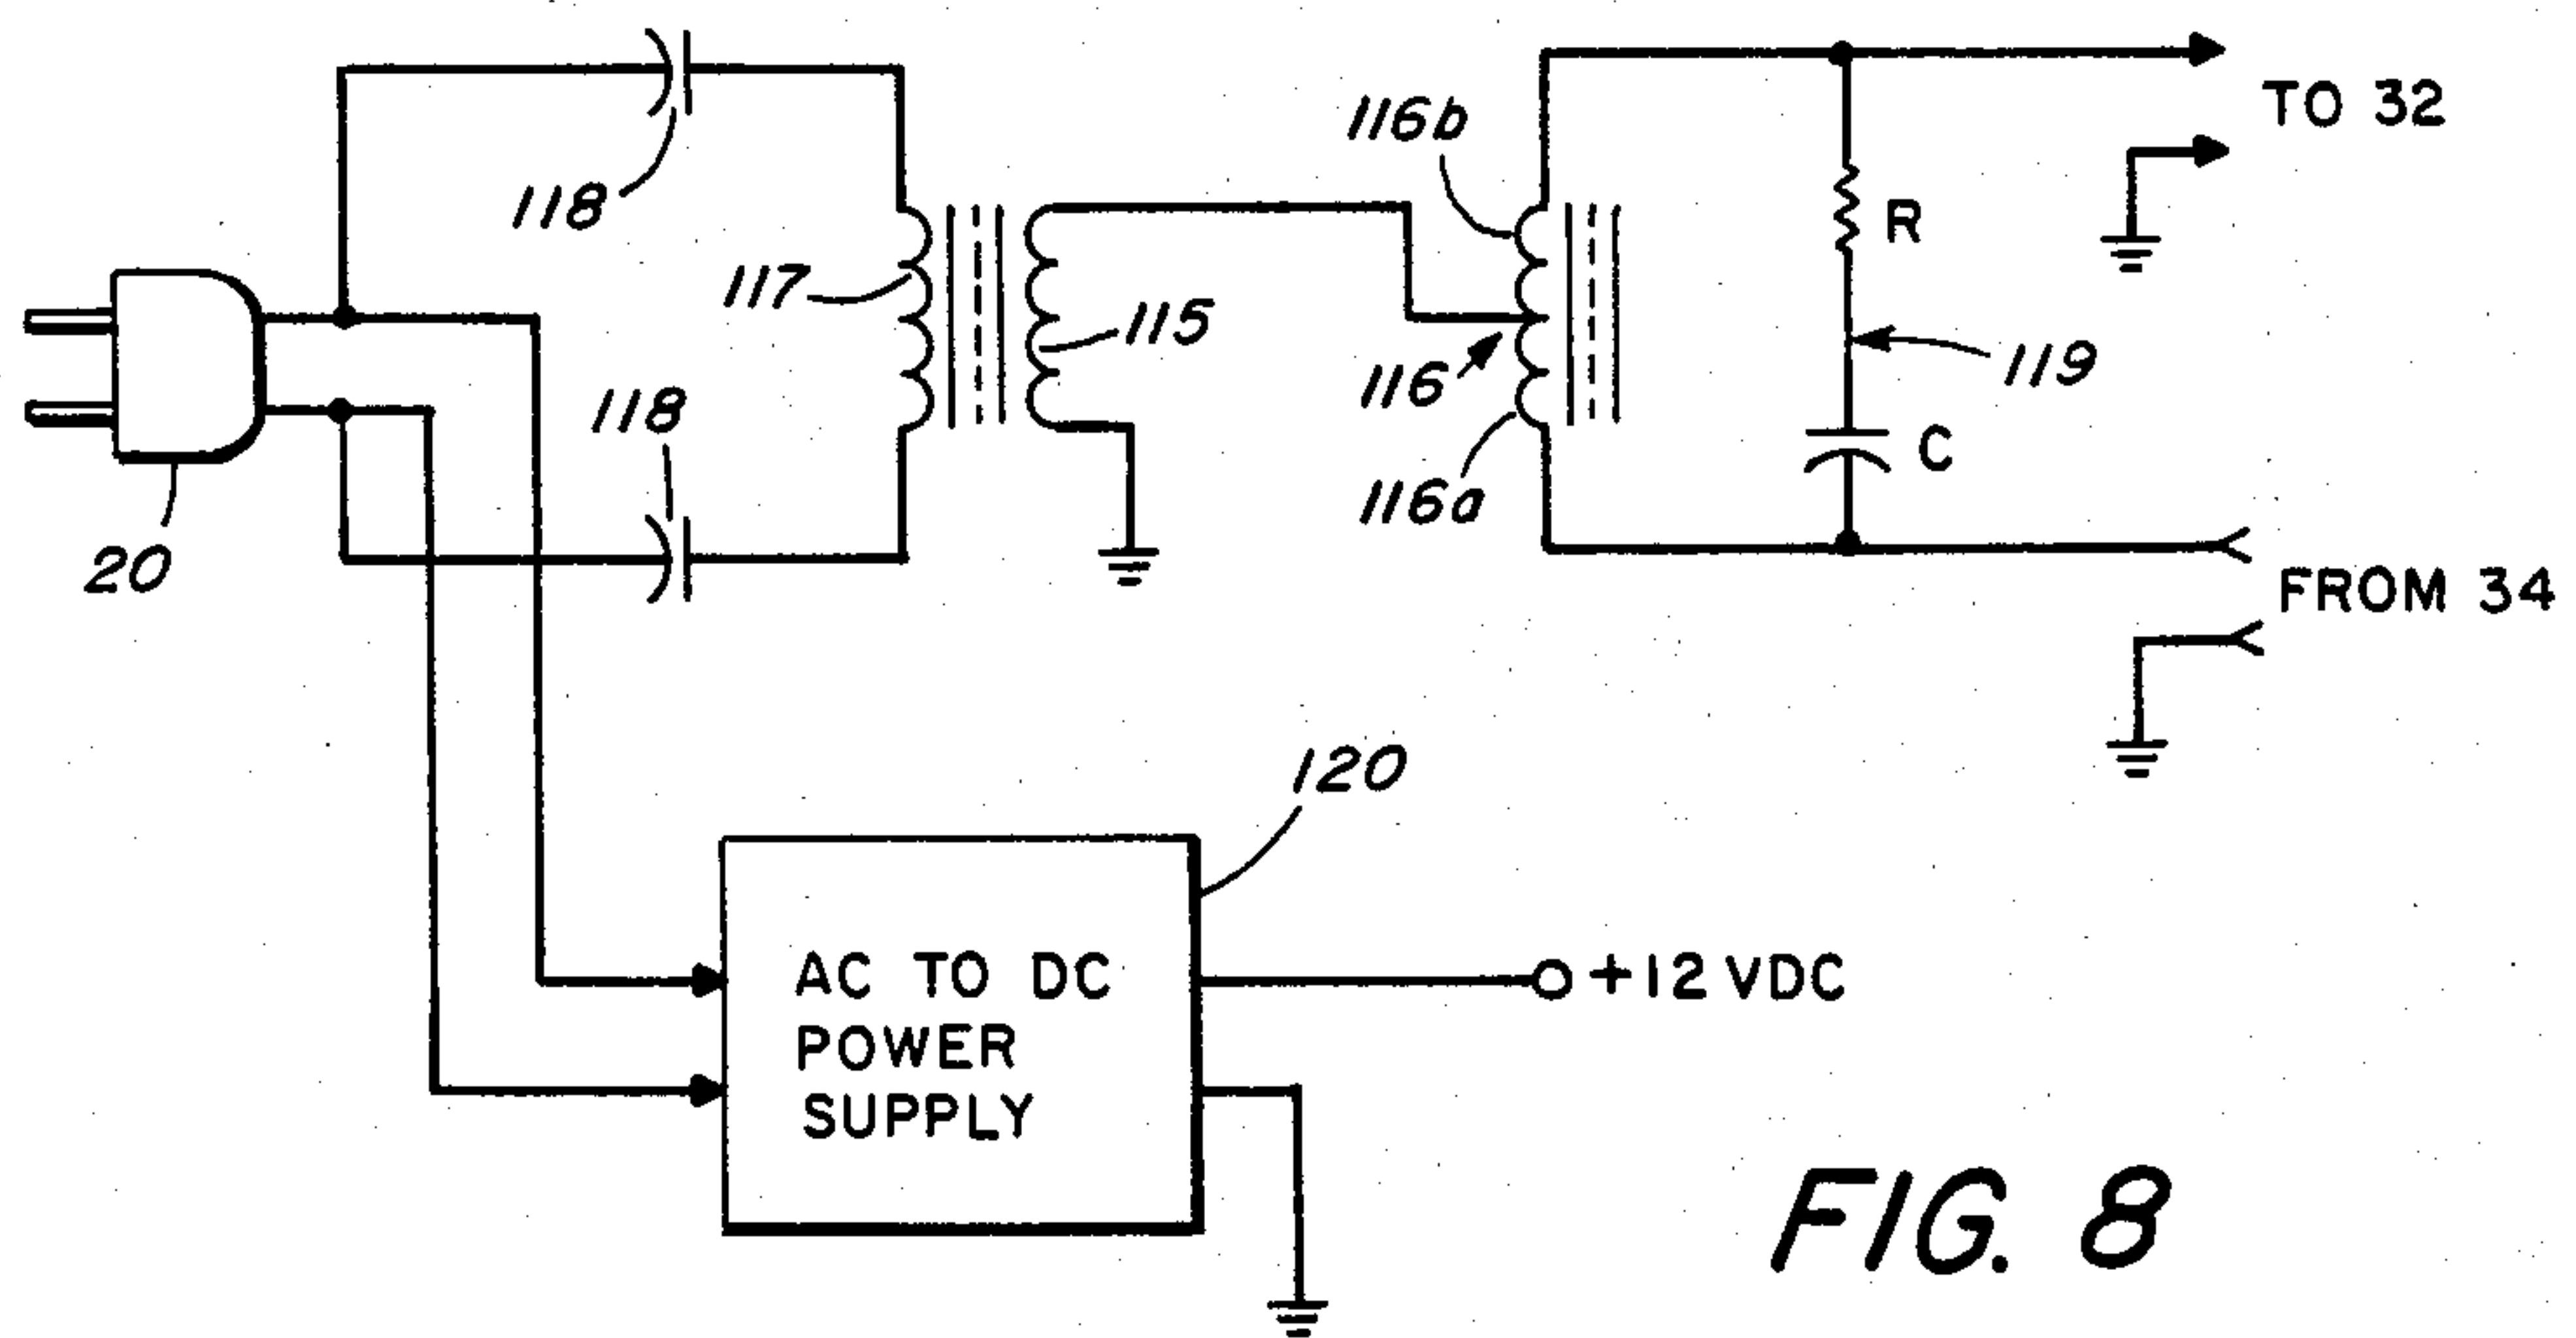 118
116b
TO 32
117
115
R
116
119
118
C
116a
20
FROM 34
120
AC TO DC
POWER
SUPPLY
+12 VDC
FIG. 8